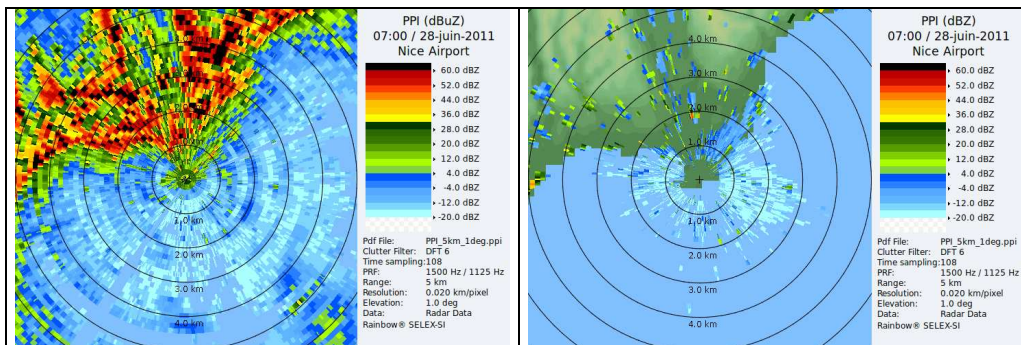 PPI (dBuZ)
07:00 / 28-juin-2011
Nice Airport
60.0 dBZ
52.0 dBZ
44.0 dBZ
36.0 dBZ
28.0 dBZ
20.0 dBZ
12.0 dBZ
4.0 dBZ
-4.0 dBZ
-12.0 dBZ
-20.0 dBZ
1.0 km
2.0 km
3.0 km
4.0 km
Pdf File: PPI_5km_1deg.ppi
Clutter Filter: DFT 6
Time sampling:108
PRF: 1500 Hz / 1125 Hz
Range: 5 km
Resolution: 0.020 km/pixel
Elevation: 1.0 deg
Data: Radar Data
Rainbow® SELEX-SI
4.0 km
3.0 km
2.0 km
1.0 km
1.0 km
2.0 km
3.0 km
4.0 km
PPI (dBZ)
07:00 / 28-juin-2011
Nice Airport
60.0 dBZ
52.0 dBZ
44.0 dBZ
36.0 dBZ
28.0 dBZ
20.0 dBZ
12.0 dBZ
4.0 dBZ
-4.0 dBZ
-12.0 dBZ
-20.0 dBZ
Pdf File: PPI_5km_1deg.ppi
Clutter Filter: DFT 6
Time sampling:108
PRF: 1500 Hz / 1125 Hz
Range: 5 km
Resolution: 0.020 km/pixel
Elevation: 1.0 deg
Data: Radar Data
Rainbow® SELEX-SI